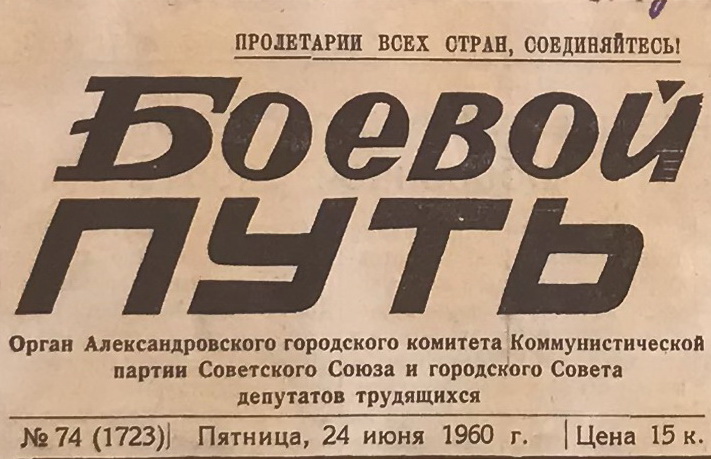 ПРОЛЕТАРИИ ВСЕХ СТРАН, СОЕДИНЯЙТЕСЬ!
Боевой
ПУТЬ
Орган Александровского городского комитета Коммунистической
партии Советского Союза и городского Совета
депутатов трудящихся
№ 74 (1723) | Пятница, 24 июня 1960 г. | Цена 15 к.